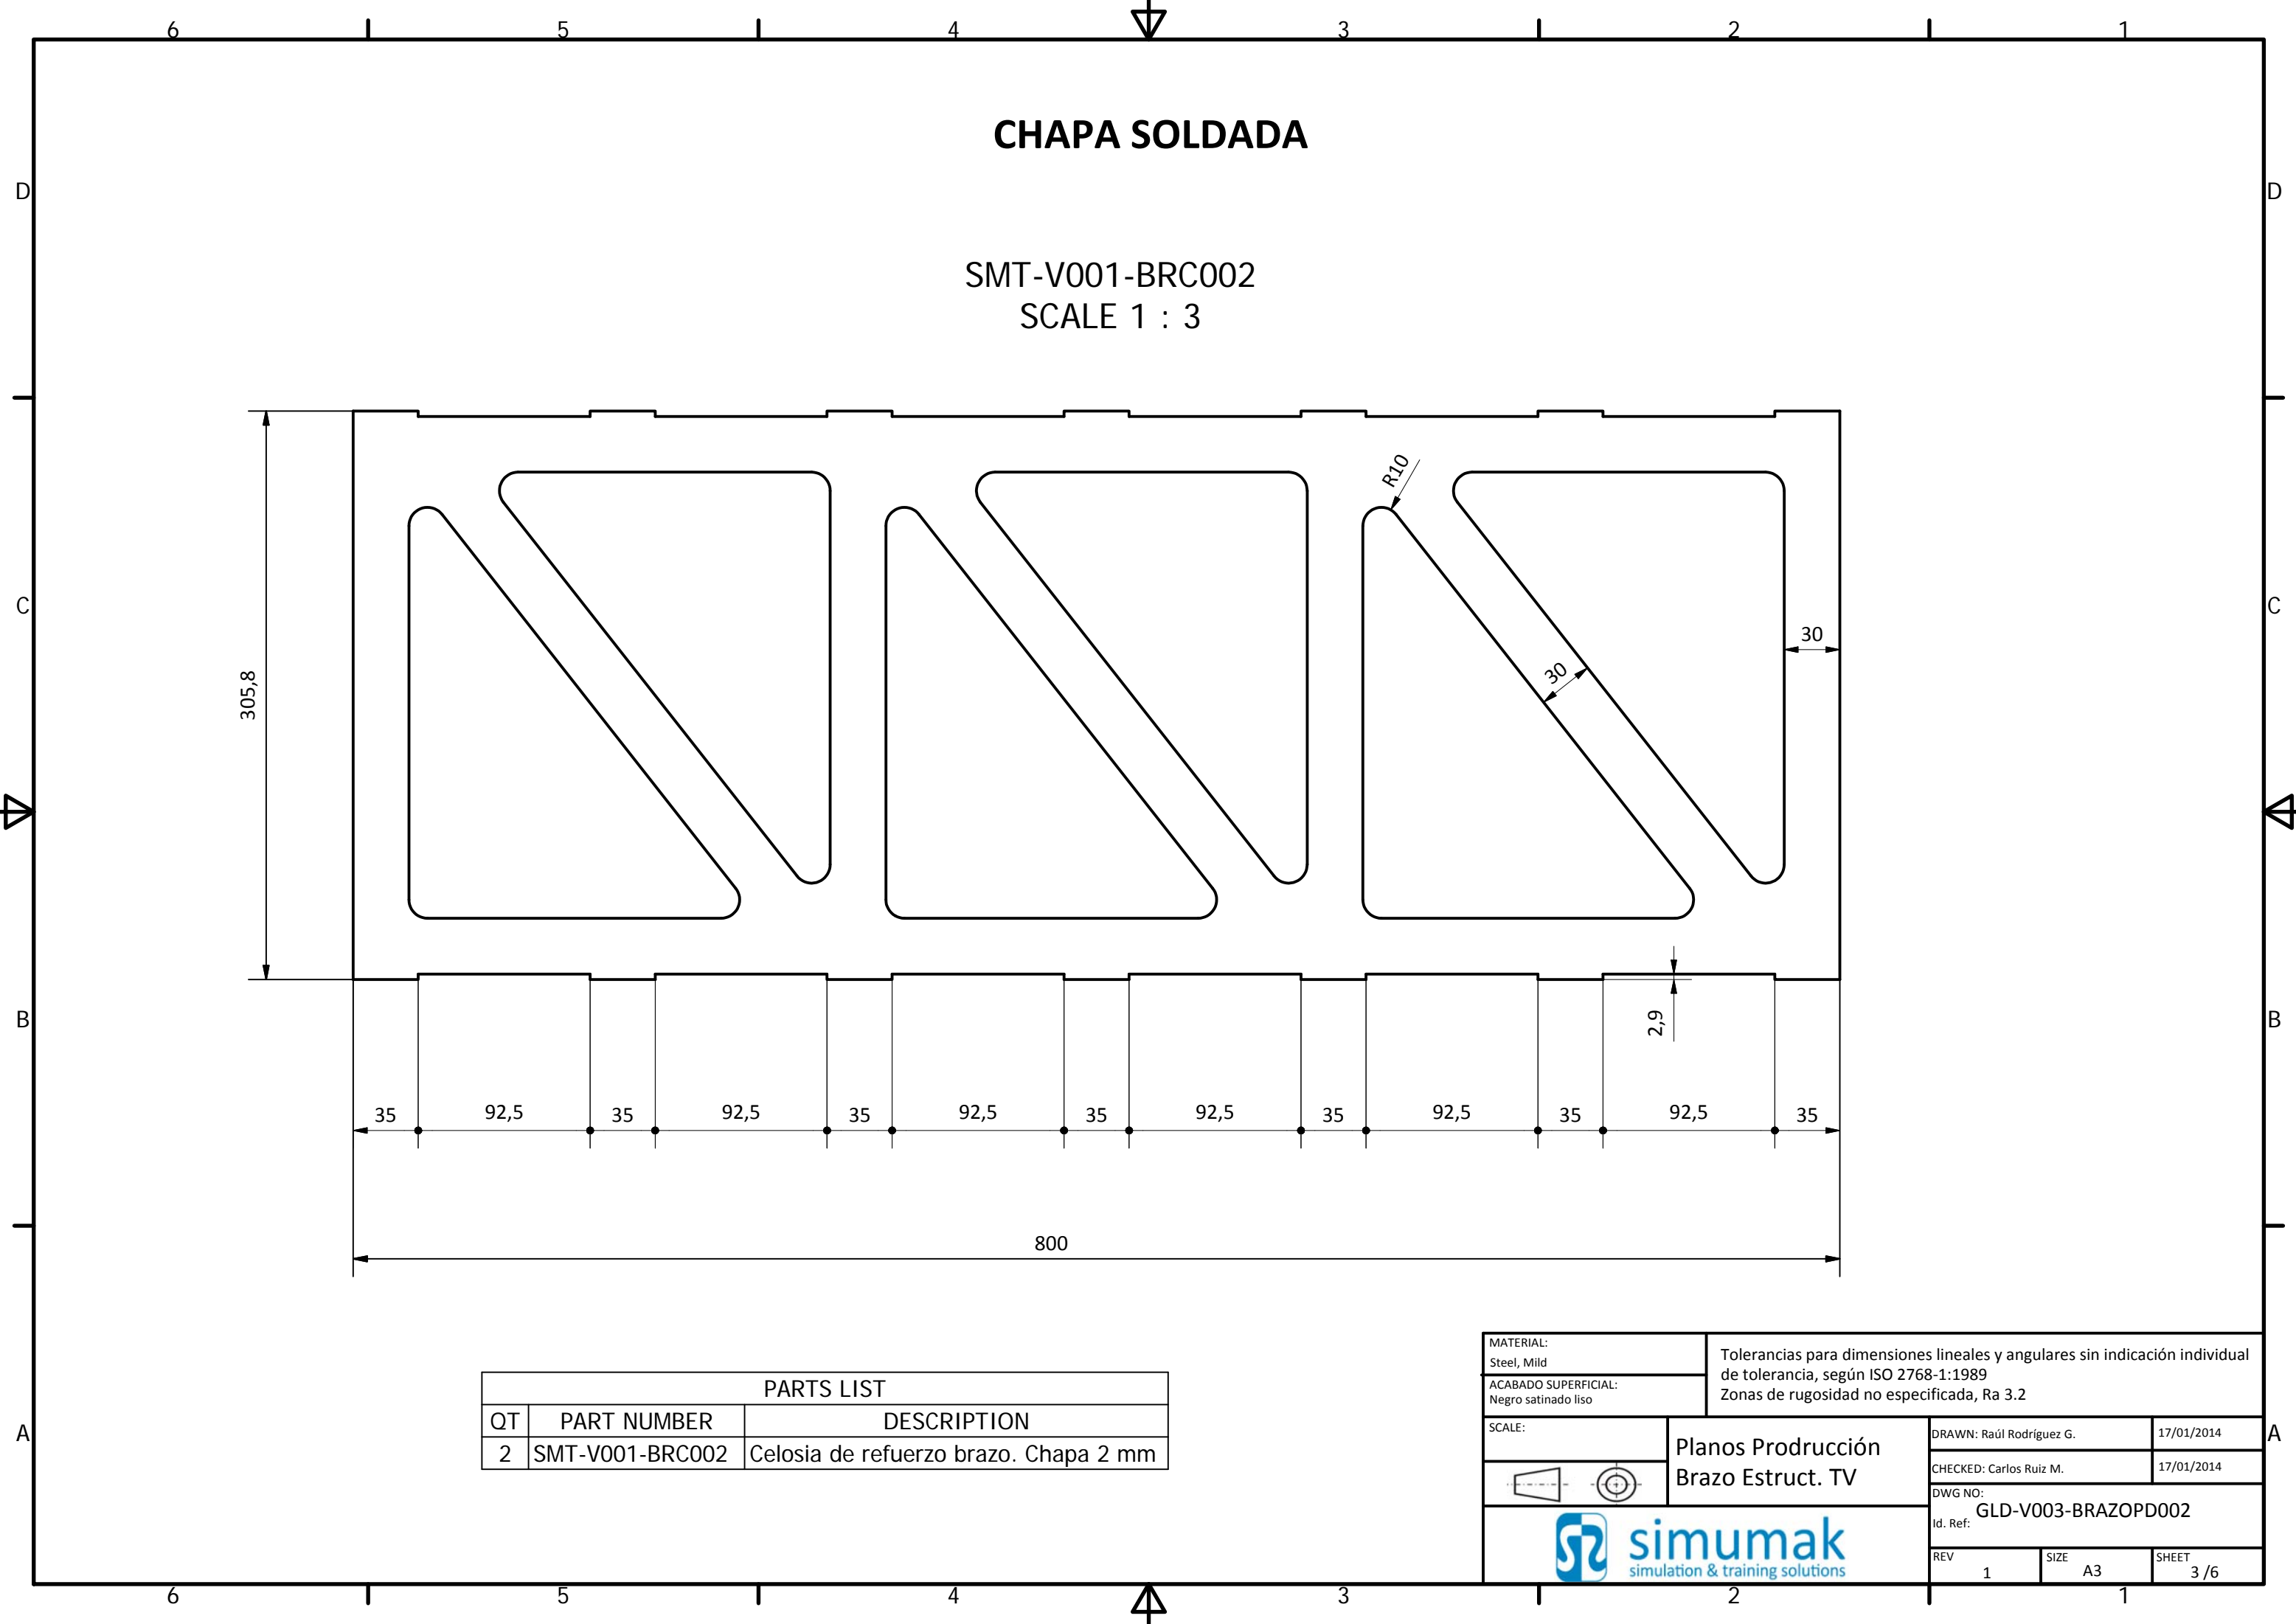 6 5 4 3 2 1
CHAPA SOLDADA
D D
SMT-V001-BRC002
SCALE 1 : 3
R10
C C
30
30
305,8
B B
2,9
35 92,5 35 92,5 35 92,5 35 92,5 35 92,5 35 92,5 35
800
PARTS LIST
QT PART NUMBER DESCRIPTION
2 SMT-V001-BRC002 Celosia de refuerzo brazo. Chapa 2 mm
MATERIAL:
Steel, Mild
ACABADO SUPERFICIAL:
Negro satinado liso
Tolerancias para dimensiones lineales y angulares sin indicación individual
de tolerancia, según ISO 2768-1:1989
Zonas de rugosidad no especificada, Ra 3.2
A A
SCALE:
Planos Prodrucción
Brazo Estruct. TV
DRAWN: Raúl Rodríguez G. 17/01/2014
CHECKED: Carlos Ruiz M. 17/01/2014
DWG NO:
GLD-V003-BRAZOPD002
Id. Ref:
simumak
simulation & training solutions
REV 1
SIZE A3
SHEET 3 /6
6 5 4 3 2 1